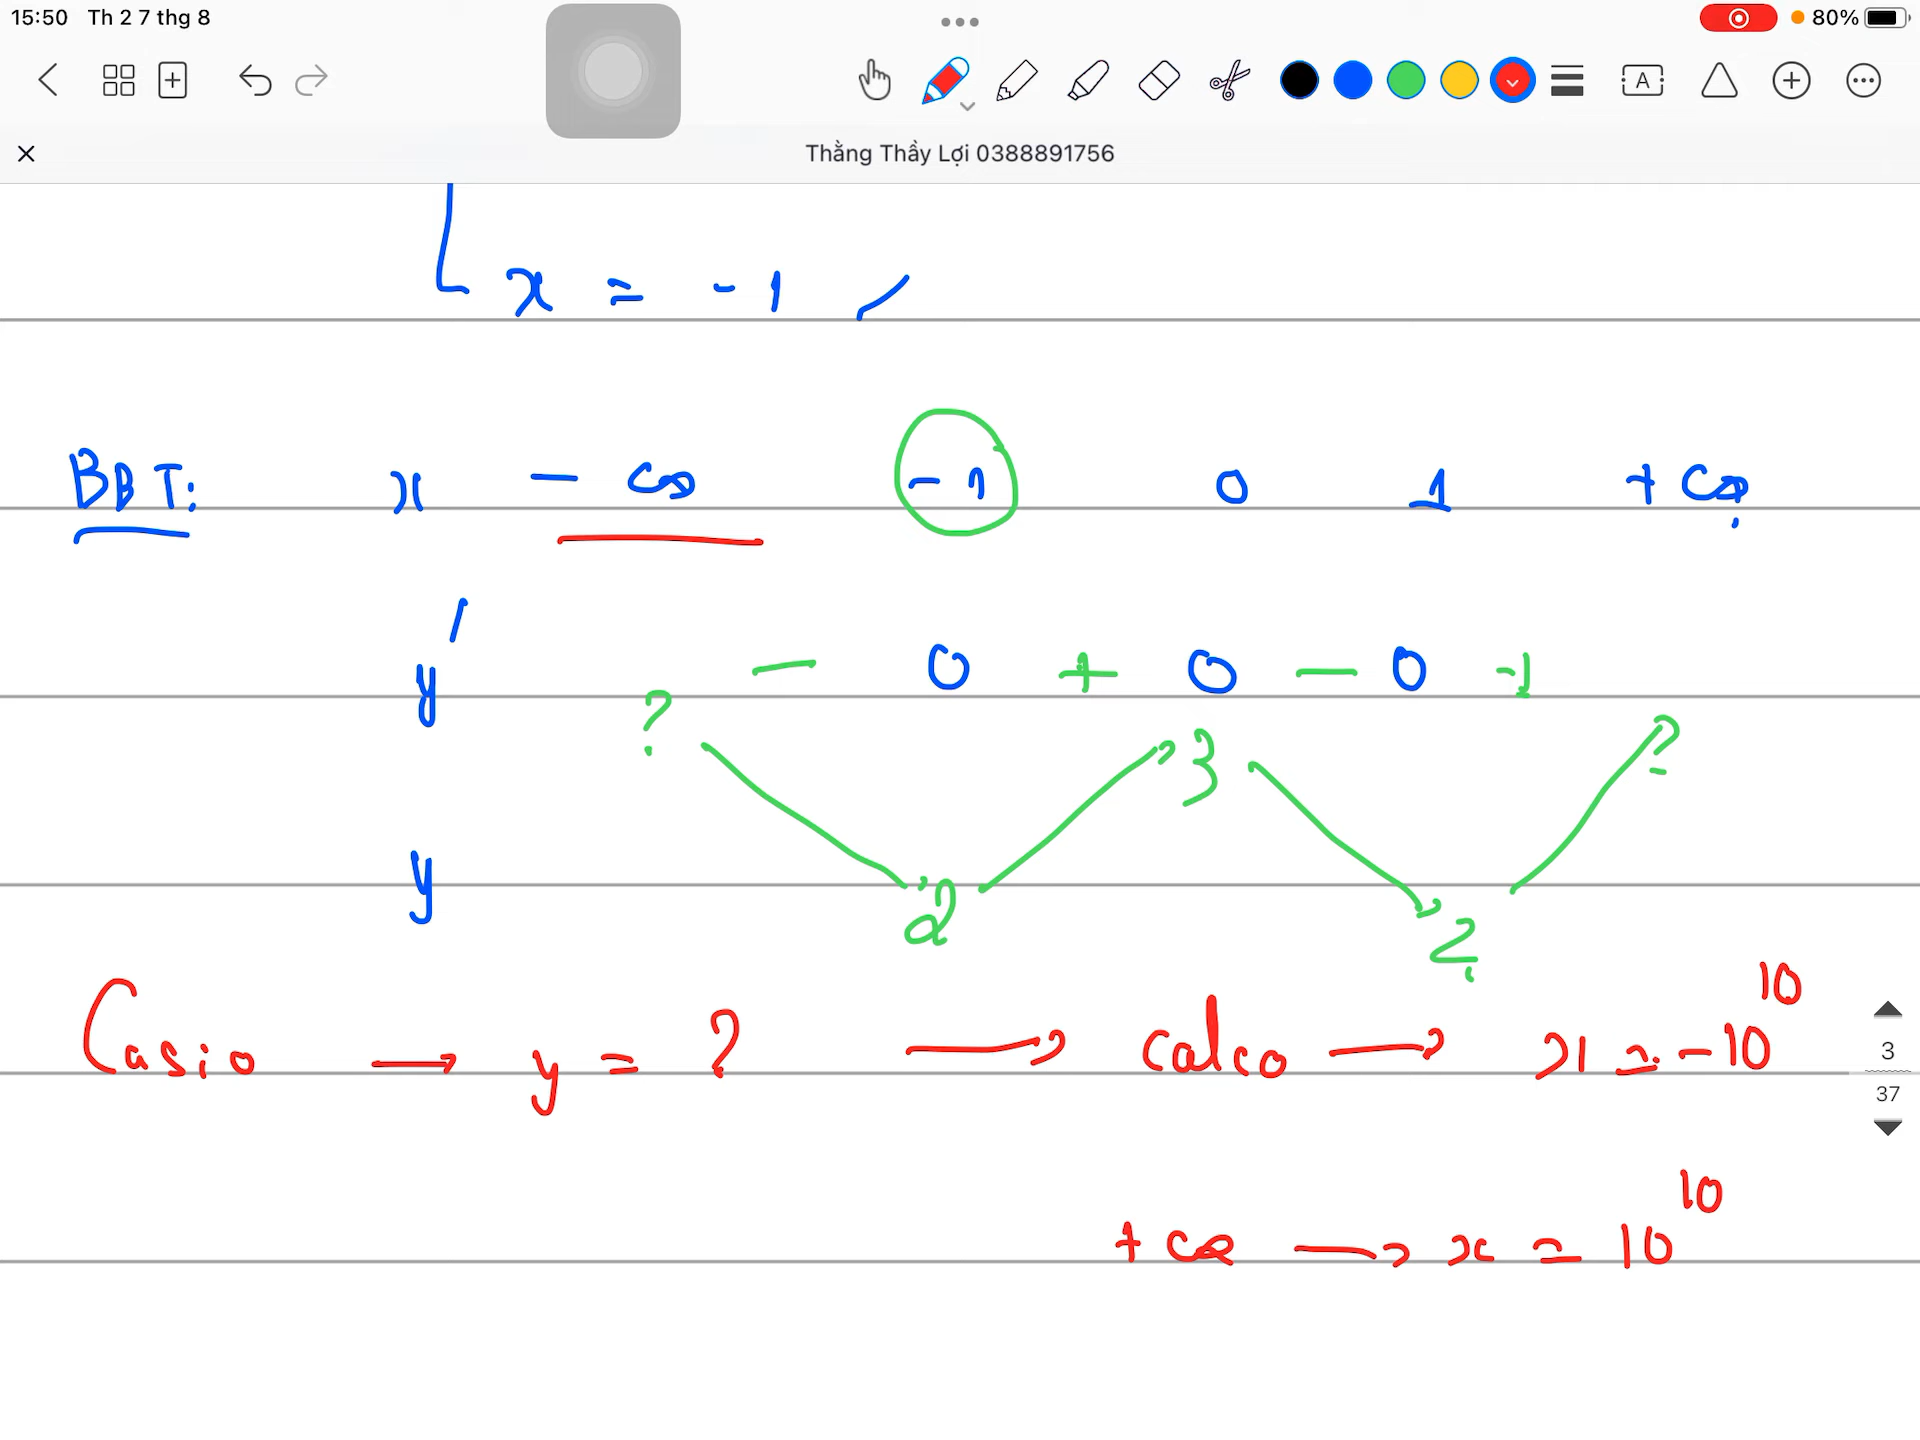 15:50 Th 2 7 thg 8 80%
A
Thằng Thầy Lợi 0388891756
x = -1
BBT: x -∞ -1 0 1 +∞
y' - 0 + 0 - 0 +
? 3 ?
y 2 2
Casio → y = ? → calco → x = -10^10
3
37
+∞ → x = 10^10